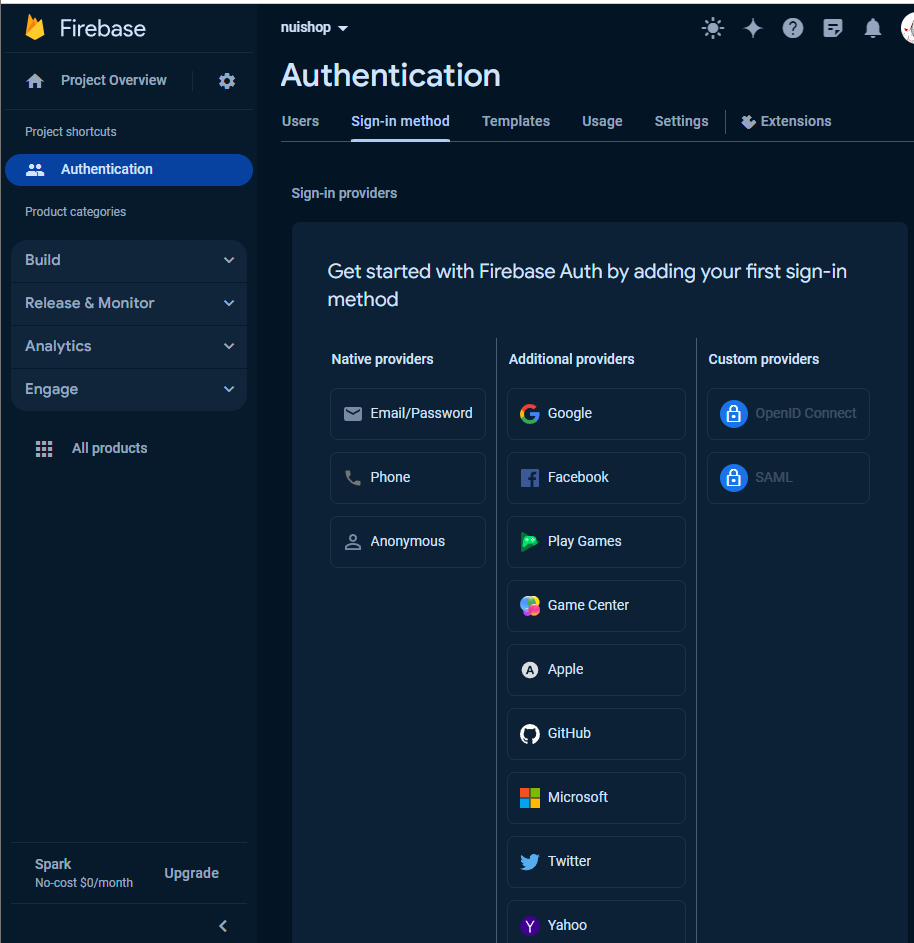 Firebase
Project Overview
Project shortcuts
Authentication
Product categories
Build
Release & Monitor
Analytics
Engage
All products
Spark
No-cost $0/month
Upgrade
nuishop
Authentication
Users
Sign-in method
Templates
Usage
Settings
Extensions
Sign-in providers
Get started with Firebase Auth by adding your first sign-in
method
Native providers
Email/Password
Phone
Anonymous
Additional providers
Google
Facebook
Play Games
Game Center
Apple
GitHub
Microsoft
Twitter
Yahoo
Custom providers
OpenID Connect
SAML